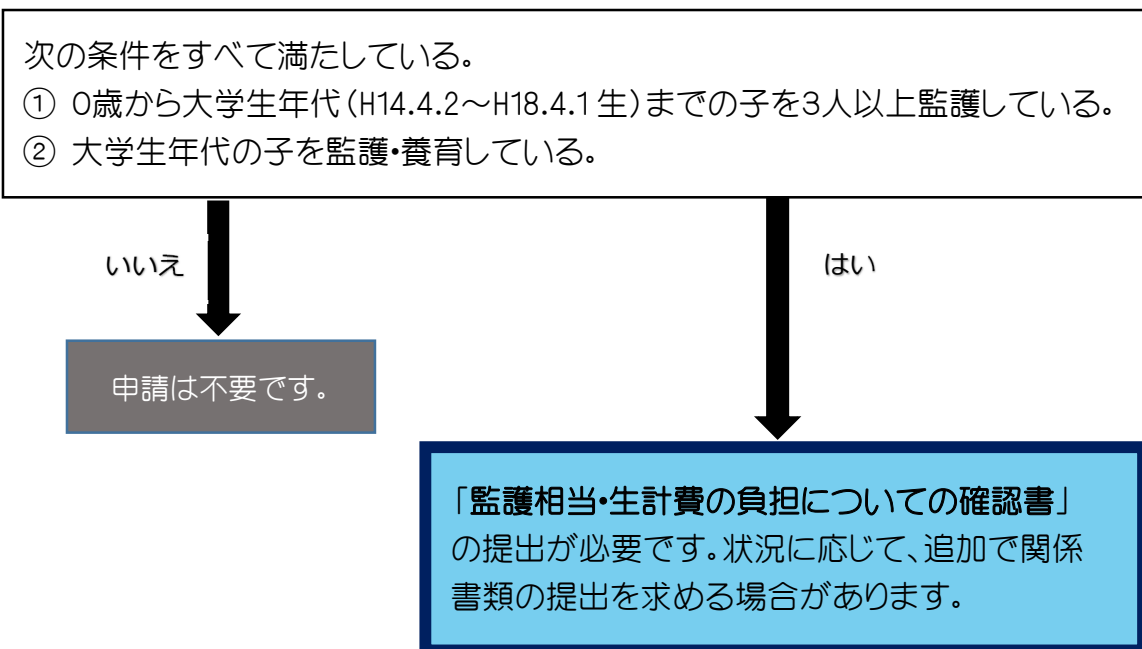 次の条件をすべて満たしている。
① 0歳から大学生年代(H14.4.2～H18.4.1生)までの子を3人以上監護している。
② 大学生年代の子を監護・養育している。
いいえ
はい
申請は不要です。
「監護相当・生計費の負担についての確認書」
の提出が必要です。状況に応じて、追加で関係
書類の提出を求める場合があります。